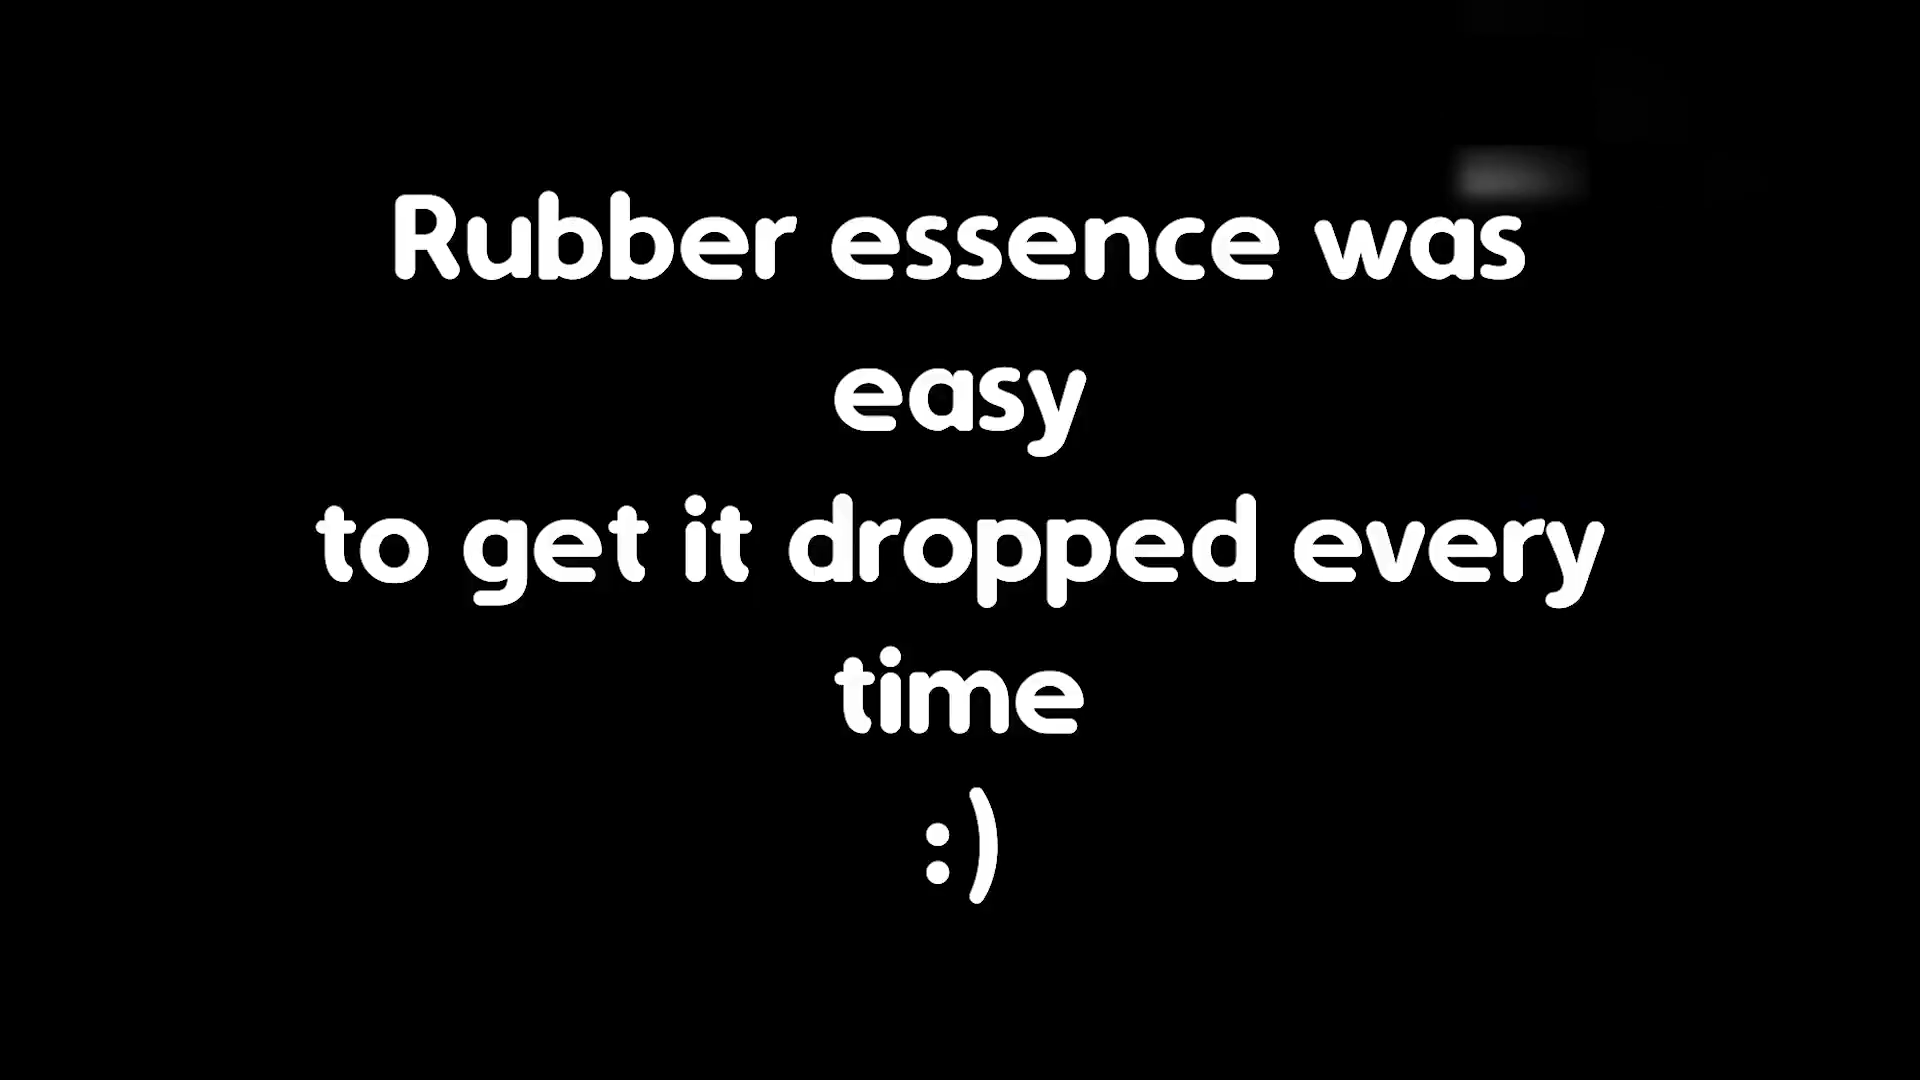 Rubber essence was
easy
to get it dropped every
time
:)